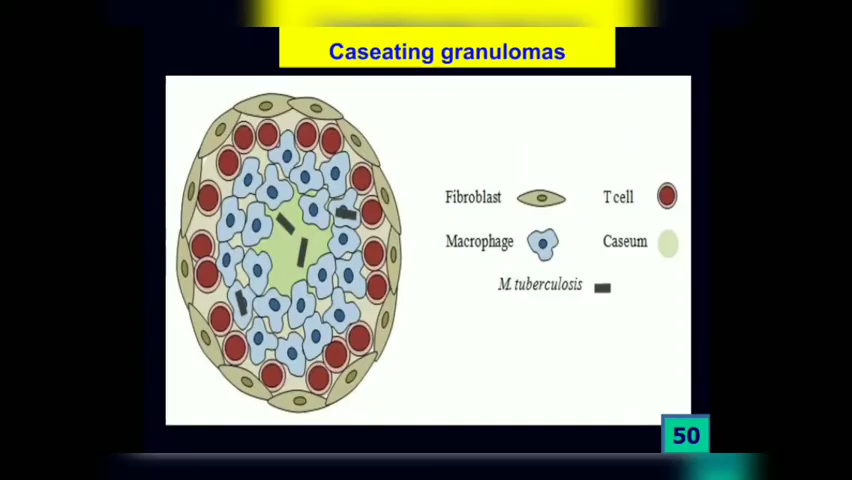 Caseating granulomas
Fibroblast
T cell
Macrophage
Caseum
M. tuberculosis
50